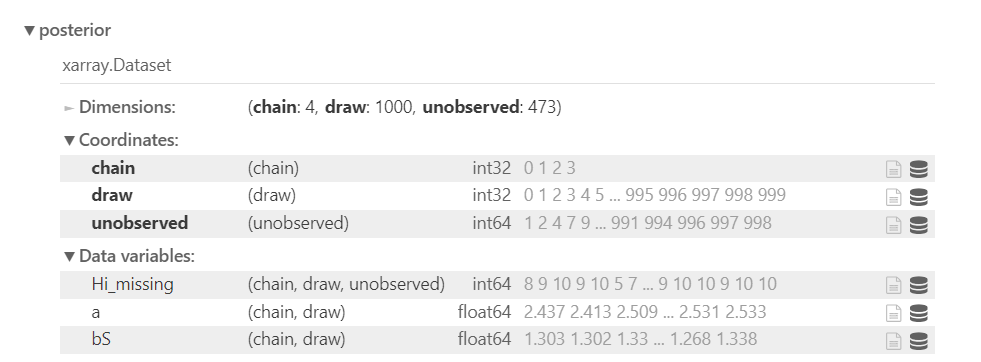 ▼ posterior
xarray.Dataset
► Dimensions: (chain: 4, draw: 1000, unobserved: 473)
▼ Coordinates:
chain (chain) int32 0 1 2 3
draw (draw) int32 0 1 2 3 4 5 ... 995 996 997 998 999
unobserved (unobserved) int64 1 2 4 7 9 ... 991 994 996 997 998
▼ Data variables:
Hi_missing (chain, draw, unobserved) int64 8 9 10 9 10 5 7 ... 9 10 10 9 10 10
a (chain, draw) float64 2.437 2.413 2.509 ... 2.531 2.533
bS (chain, draw) float64 1.303 1.302 1.33 ... 1.268 1.338